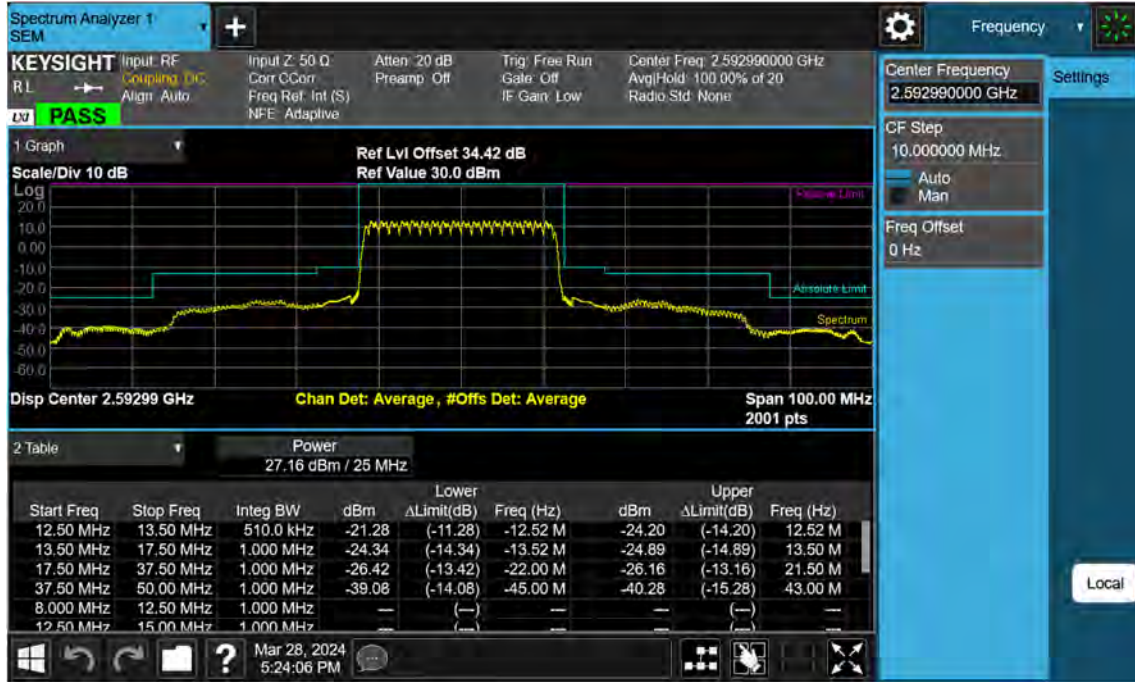 Spectrum Analyzer 1
SEM
Frequency
KEYSIGHT
Input: RF
Coupling: DC
Align: Auto
Input Z: 50 Ω
Corr CCorr
Freq Ref: Int (S)
NFE: Adaptive
Atten: 20 dB
Preamp: Off
Trig: Free Run
Gate: Off
IF Gain: Low
Center Freq: 2.592990000 GHz
Avg|Hold: 100.00% of 20
Radio Std: None
RL
LXI
PASS
Center Frequency
2.592990000 GHz
Settings
CF Step
10.000000 MHz
Auto
Man
Freq Offset
0 Hz
1 Graph
Scale/Div 10 dB
Ref Lvl Offset 34.42 dB
Ref Value 30.0 dBm
Log
20.0
10.0
0.00
-10.0
-20.0
-30.0
-40.0
-50.0
-60.0
Relative Limit
Absolute Limit
Spectrum
Disp Center 2.59299 GHz
Chan Det: Average , #Offs Det: Average
Span 100.00 MHz
2001 pts
2 Table
Power
27.16 dBm / 25 MHz
Lower Upper
Start Freq Stop Freq Integ BW dBm ΔLimit(dB) Freq (Hz) dBm ΔLimit(dB) Freq (Hz)
12.50 MHz 13.50 MHz 510.0 kHz -21.28 (-11.28) -12.52 M -24.20 (-14.20) 12.52 M
13.50 MHz 17.50 MHz 1.000 MHz -24.34 (-14.34) -13.52 M -24.89 (-14.89) 13.50 M
17.50 MHz 37.50 MHz 1.000 MHz -26.42 (-13.42) -22.00 M -26.16 (-13.16) 21.50 M
37.50 MHz 50.00 MHz 1.000 MHz -39.08 (-14.08) -45.00 M -40.28 (-15.28) 43.00 M
8.000 MHz 12.50 MHz 1.000 MHz --- (---) --- --- (---) ---
12.50 MHz 15.00 MHz 1.000 MHz --- (---) --- --- (---) ---
Local
?
Mar 28, 2024
5:24:06 PM